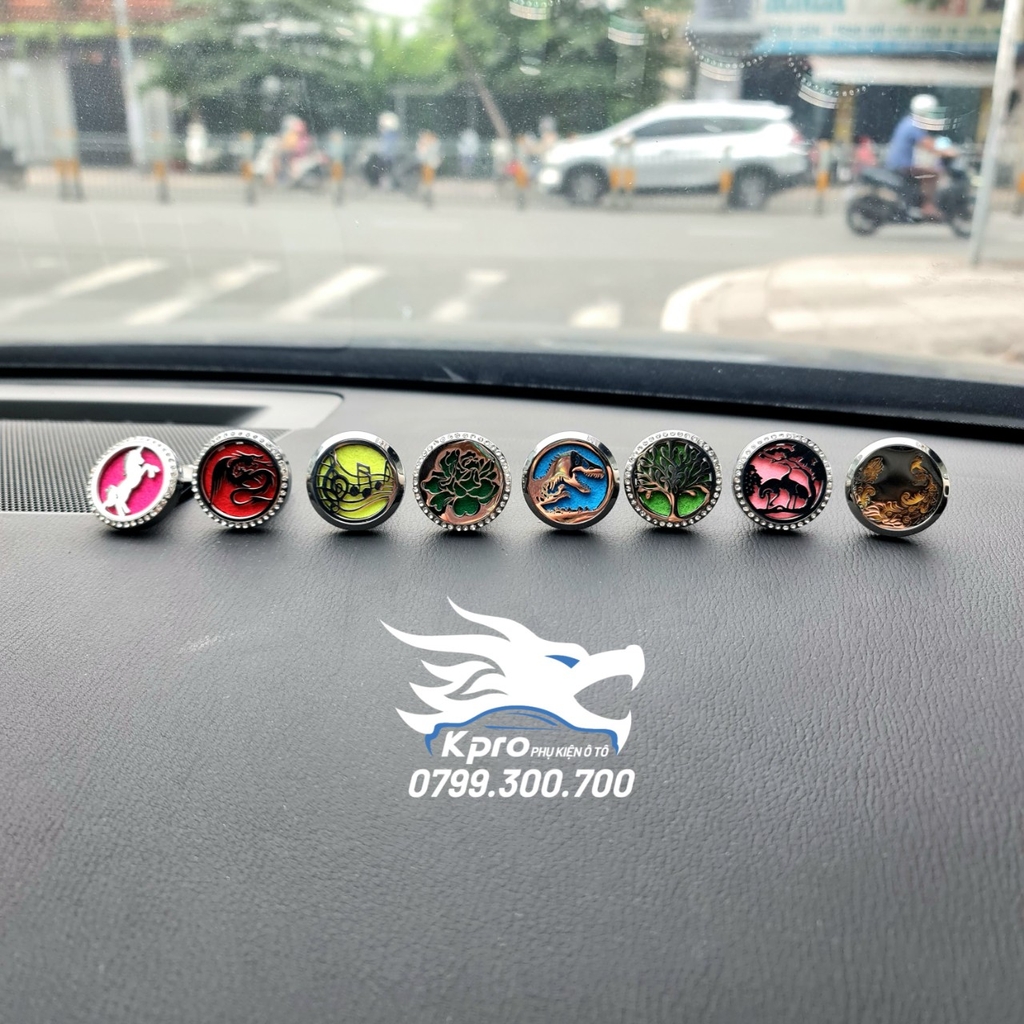 Kpro PHỤ KIỆN Ô TÔ
0799.300.700